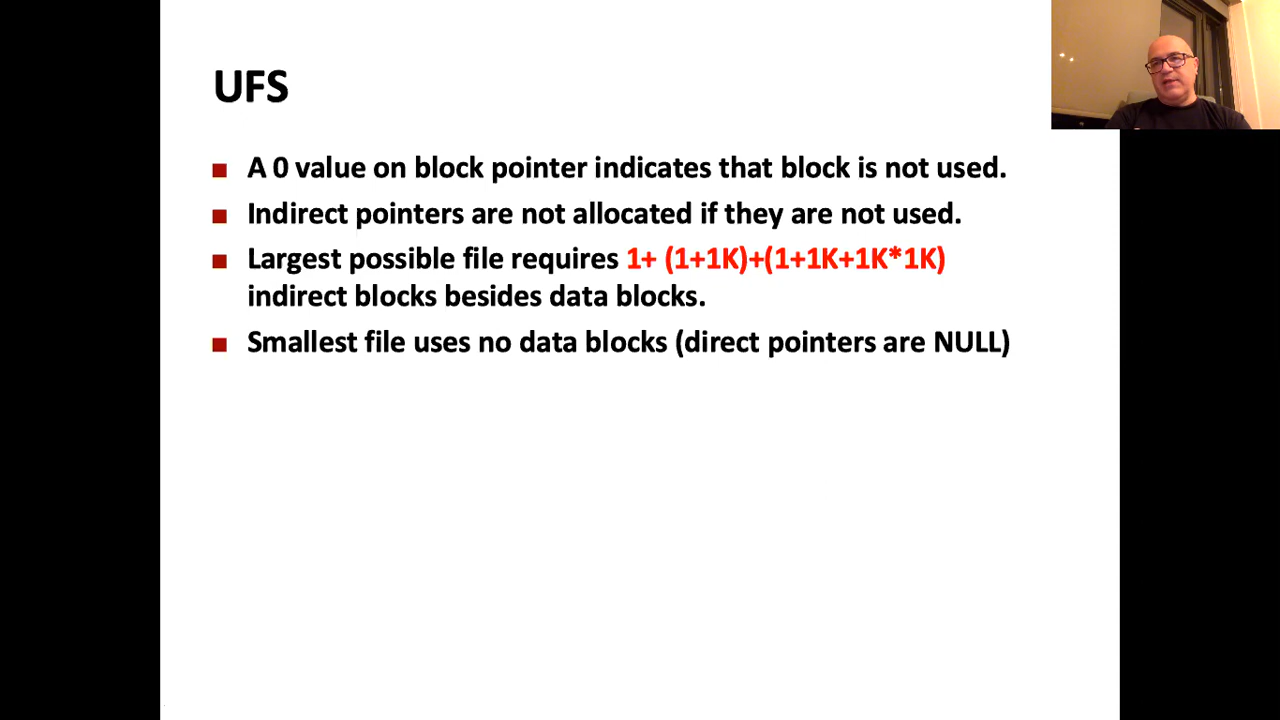 UFS
A 0 value on block pointer indicates that block is not used.
Indirect pointers are not allocated if they are not used.
Largest possible file requires 1+ (1+1K)+(1+1K+1K*1K)
indirect blocks besides data blocks.
Smallest file uses no data blocks (direct pointers are NULL)